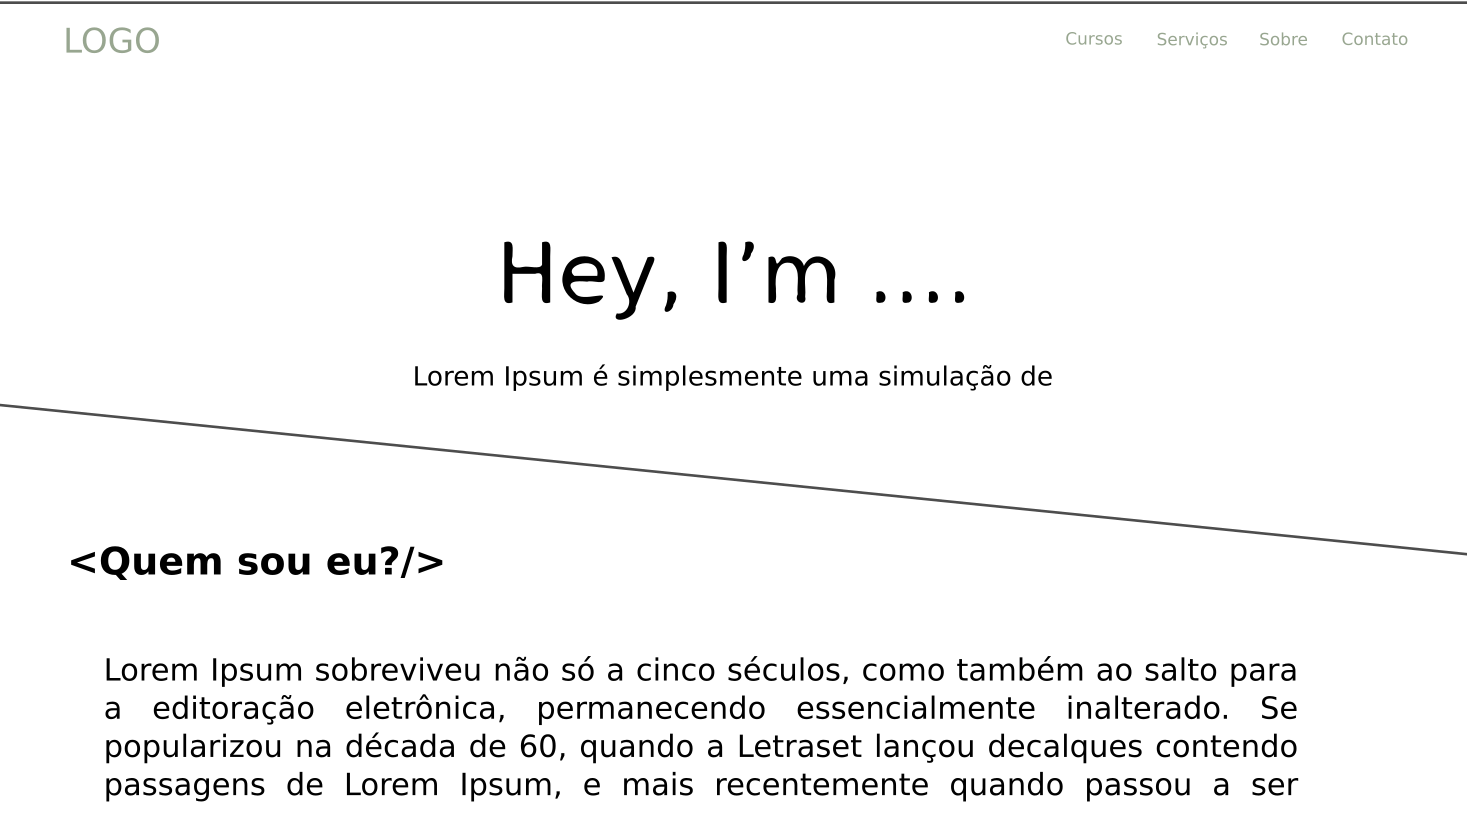 LOGO
Cursos Serviços Sobre Contato
Hey, I’m ....
Lorem Ipsum é simplesmente uma simulação de
<Quem sou eu?/>
Lorem Ipsum sobreviveu não só a cinco séculos, como também ao salto para
a editoração eletrônica, permanecendo essencialmente inalterado. Se
popularizou na década de 60, quando a Letraset lançou decalques contendo
passagens de Lorem Ipsum, e mais recentemente quando passou a ser